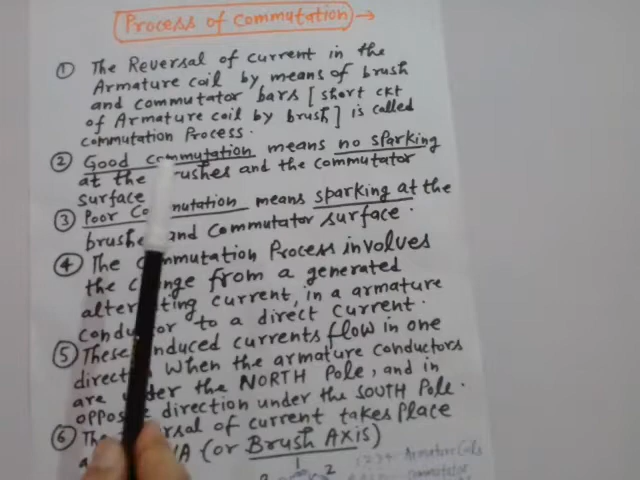 Process of Commutation →
① The Reversal of current in the
Armature coil by means of brush
and commutator bars [short ckt
of Armature coil by brush] is called
commutation Process.
② Good commutation means no sparking
at the brushes and the commutator
surface
③ Poor Commutation means sparking at the
brushes and Commutator surface.
④ The Commutation Process involves
the change from a generated
alternating current, in a armature
conductor to a direct current.
⑤ These induced currents flow in one
direction when the armature conductors
are under the NORTH Pole, and in
opposite direction under the SOUTH Pole.
⑥ The reversal of current takes Place
(or Brush Axis)
1 2 Armature Coils
commutator